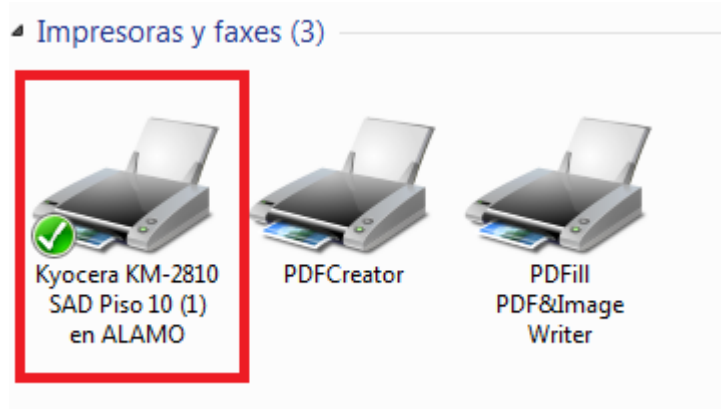 Impresoras y faxes (3)
Kyocera KM-2810
SAD Piso 10 (1)
en ALAMO
PDFCreator
PDFill
PDF&Image
Writer